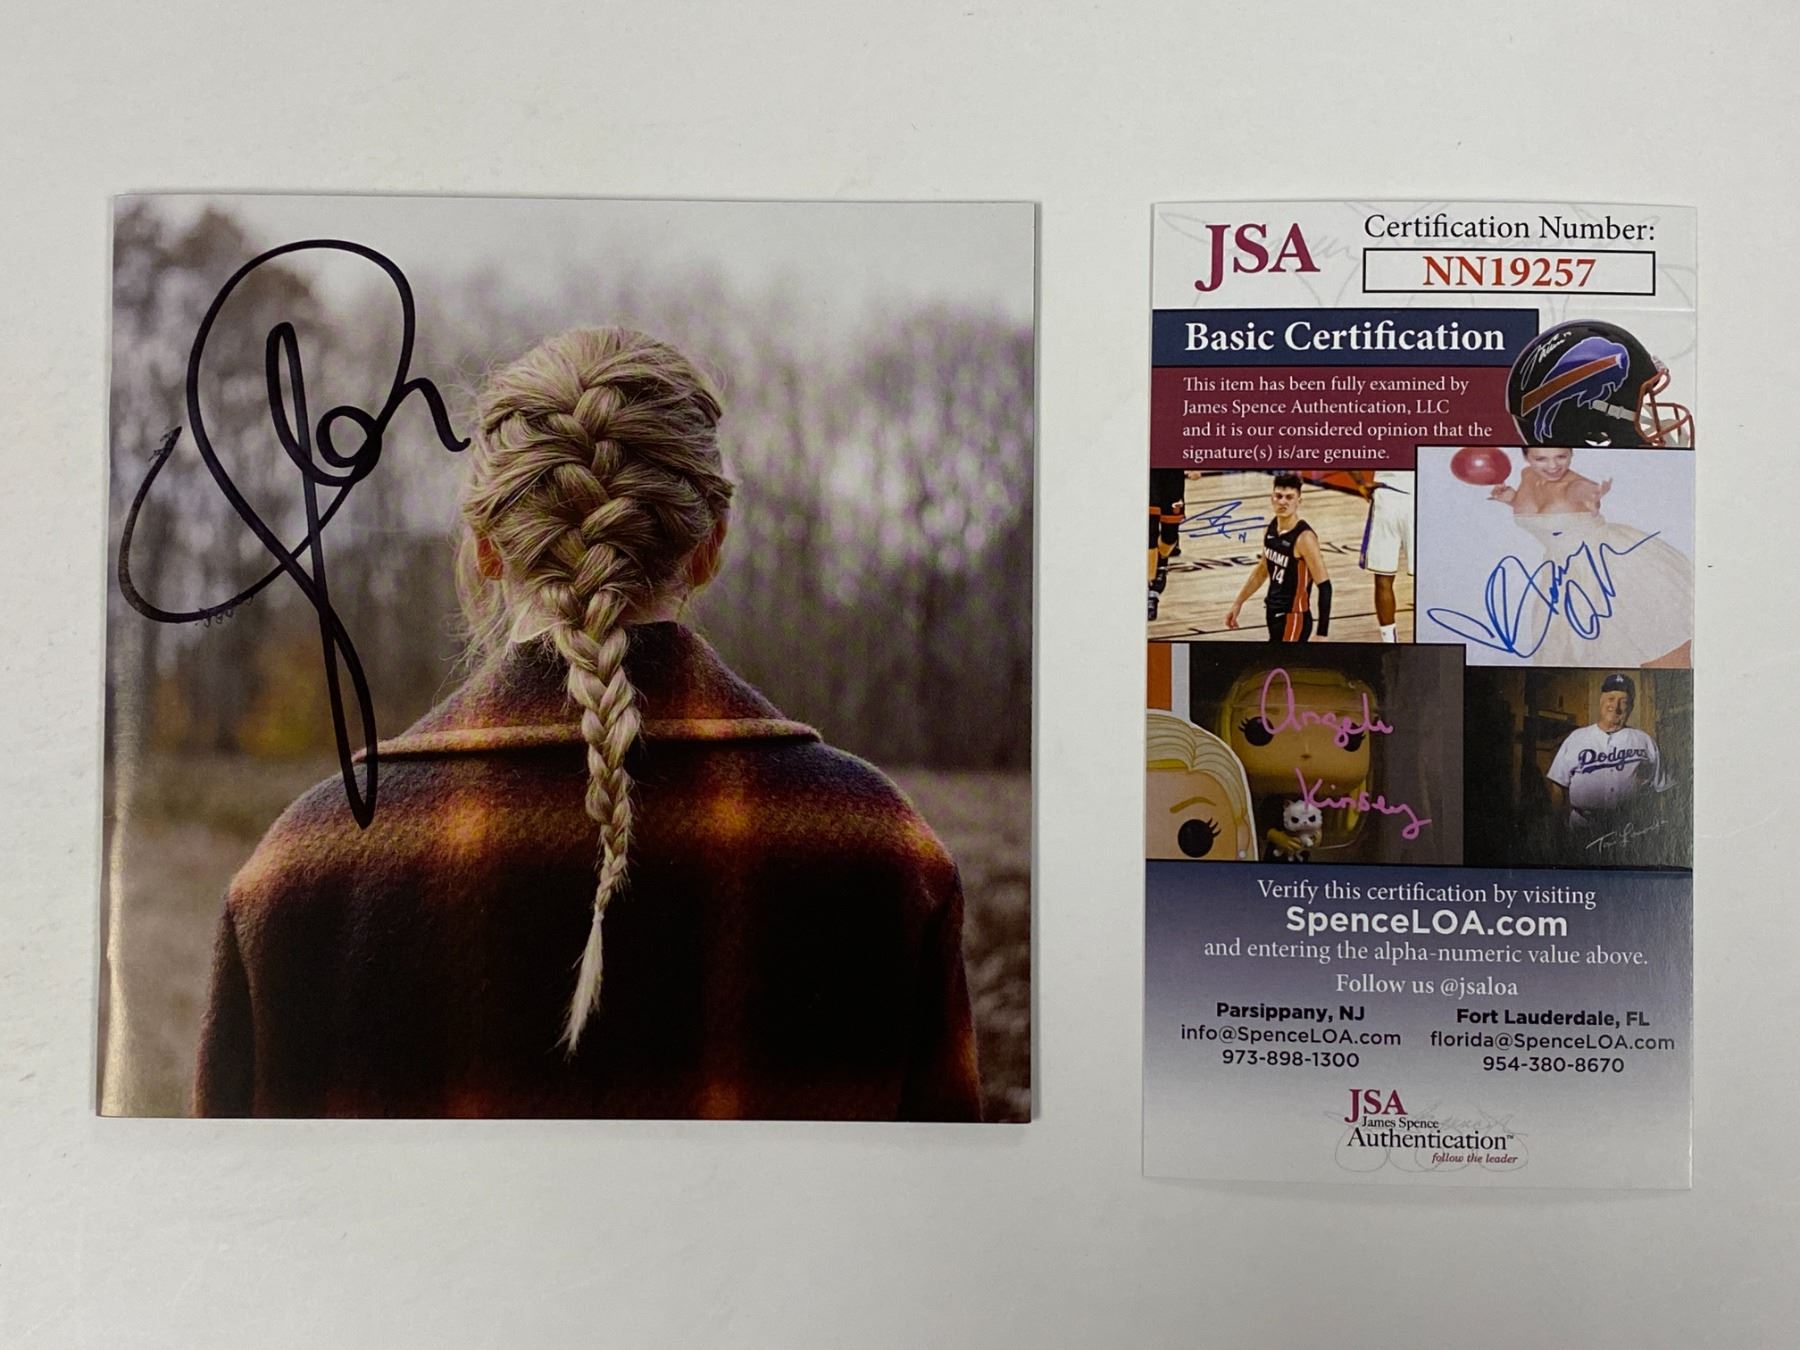 JSA
Certification Number:
NN19257
Basic Certification
This item has been fully examined by
James Spence Authentication, LLC
and it is our considered opinion that the
signature(s) is/are genuine.
MIAMI
14
Angela
Kinsey
Dodgers
Verify this certification by visiting
SpenceLOA.com
and entering the alpha-numeric value above.
Follow us @jsaloa
Parsippany, NJ
info@SpenceLOA.com
973-898-1300
Fort Lauderdale, FL
florida@SpenceLOA.com
954-380-8670
JSA
James Spence
Authentication™
follow the leader